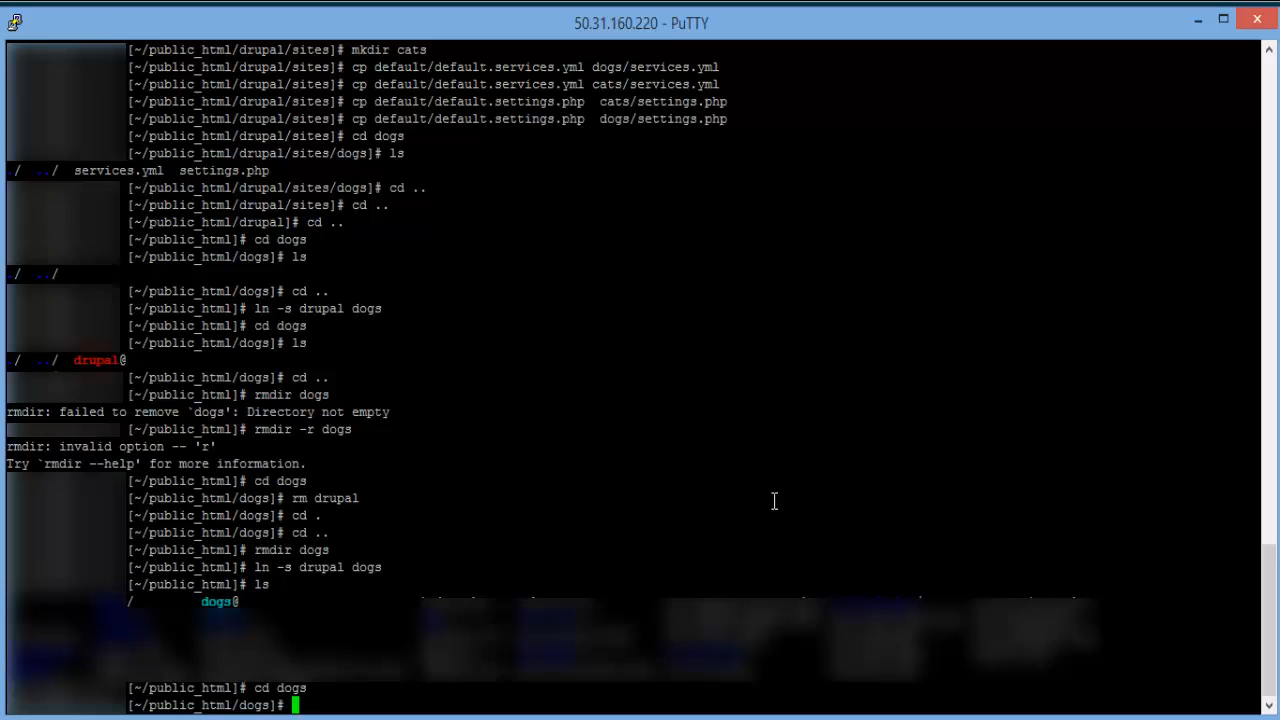 50.31.160.220 - PuTTY
[~/public_html/drupal/sites]# mkdir cats
[~/public_html/drupal/sites]# cp default/default.services.yml dogs/services.yml
[~/public_html/drupal/sites]# cp default/default.services.yml cats/services.yml
[~/public_html/drupal/sites]# cp default/default.settings.php  cats/settings.php
[~/public_html/drupal/sites]# cp default/default.settings.php  dogs/settings.php
[~/public_html/drupal/sites]# cd dogs
[~/public_html/drupal/sites/dogs]# ls
./  ../  services.yml  settings.php
[~/public_html/drupal/sites/dogs]# cd ..
[~/public_html/drupal/sites]# cd ..
[~/public_html/drupal]# cd ..
[~/public_html]# cd dogs
[~/public_html/dogs]# ls
./  ../
[~/public_html/dogs]# cd ..
[~/public_html]# ln -s drupal dogs
[~/public_html]# cd dogs
[~/public_html/dogs]# ls
./  ../  drupal@
[~/public_html/dogs]# cd ..
[~/public_html]# rmdir dogs
rmdir: failed to remove `dogs': Directory not empty
[~/public_html]# rmdir -r dogs
rmdir: invalid option -- 'r'
Try `rmdir --help' for more information.
[~/public_html]# cd dogs
[~/public_html/dogs]# rm drupal
[~/public_html/dogs]# cd .
[~/public_html/dogs]# cd ..
[~/public_html]# rmdir dogs
[~/public_html]# ln -s drupal dogs
[~/public_html]# ls
/ dogs@
[~/public_html]# cd dogs
[~/public_html/dogs]#